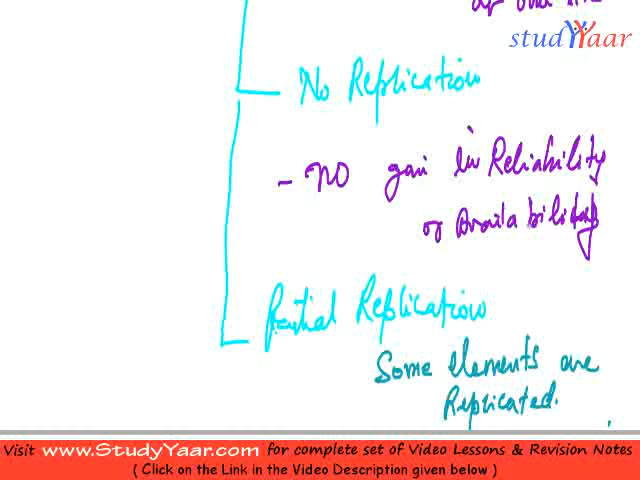 studYYaar
No Replication
- NO gain in Reliability
or Availability
Partial Replication
Some elements are
Replicated.
Visit www.StudyYaar.com for complete set of Video Lessons & Revision Notes
( Click on the Link in the Video Description given below )